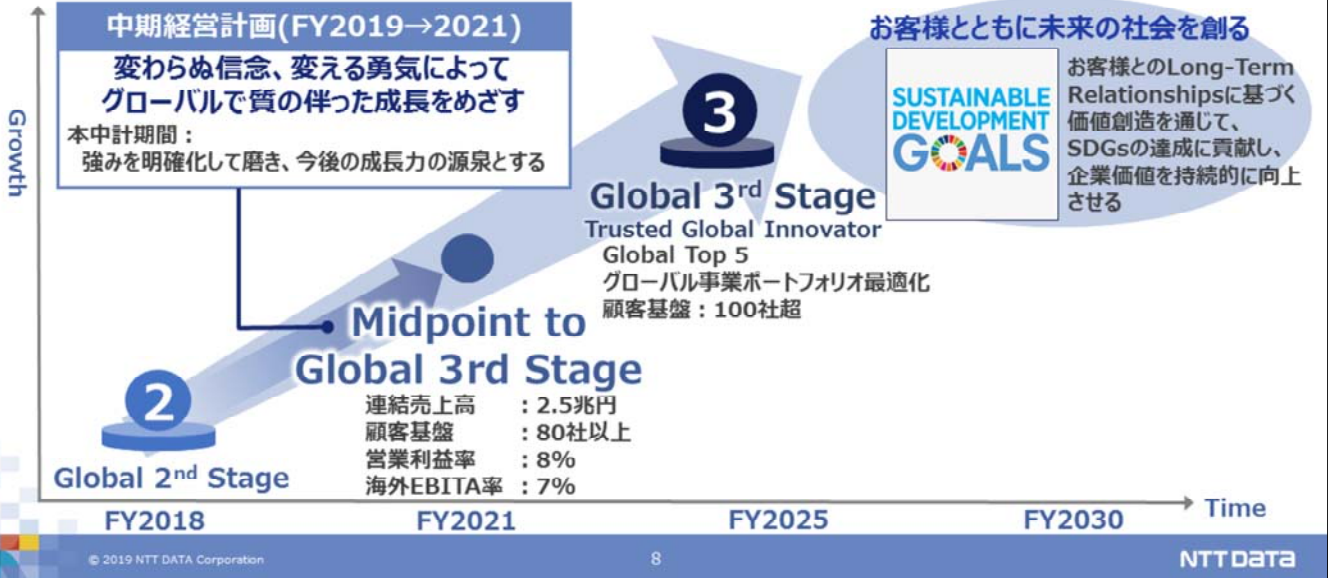 中期経営計画(FY2019→2021)
変わらぬ信念、変える勇気によって
グローバルで質の伴った成長をめざす
本中計期間：
強みを明確化して磨き、今後の成長力の源泉とする
お客様とともに未来の社会を創る
SUSTAINABLE
DEVELOPMENT
GOALS
お客様とのLong-Term
Relationshipsに基づく
価値創造を通じて、
SDGsの達成に貢献し、
企業価値を持続的に向上
させる
Growth
3
Global 3rd Stage
Trusted Global Innovator
Global Top 5
グローバル事業ポートフォリオ最適化
顧客基盤：100社超
Midpoint to
Global 3rd Stage
連結売上高 ：2.5兆円
顧客基盤 ：80社以上
営業利益率 ：8%
海外EBITA率 ：7%
2
Global 2nd Stage
Time
FY2018 FY2021 FY2025 FY2030
© 2019 NTT DATA Corporation 8 NTT DATA